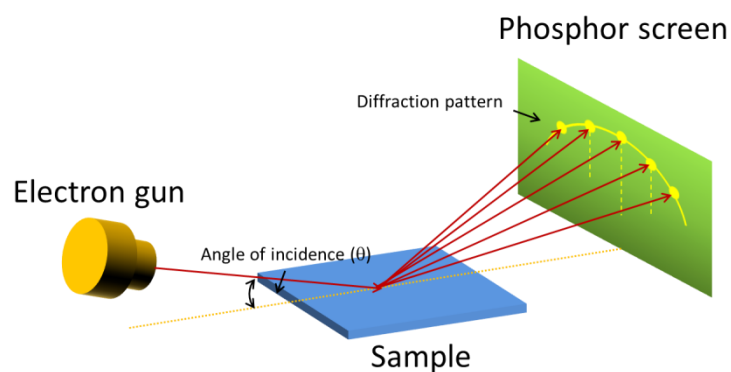 Phosphor screen
Diffraction pattern
Electron gun
Angle of incidence (θ)
Sample